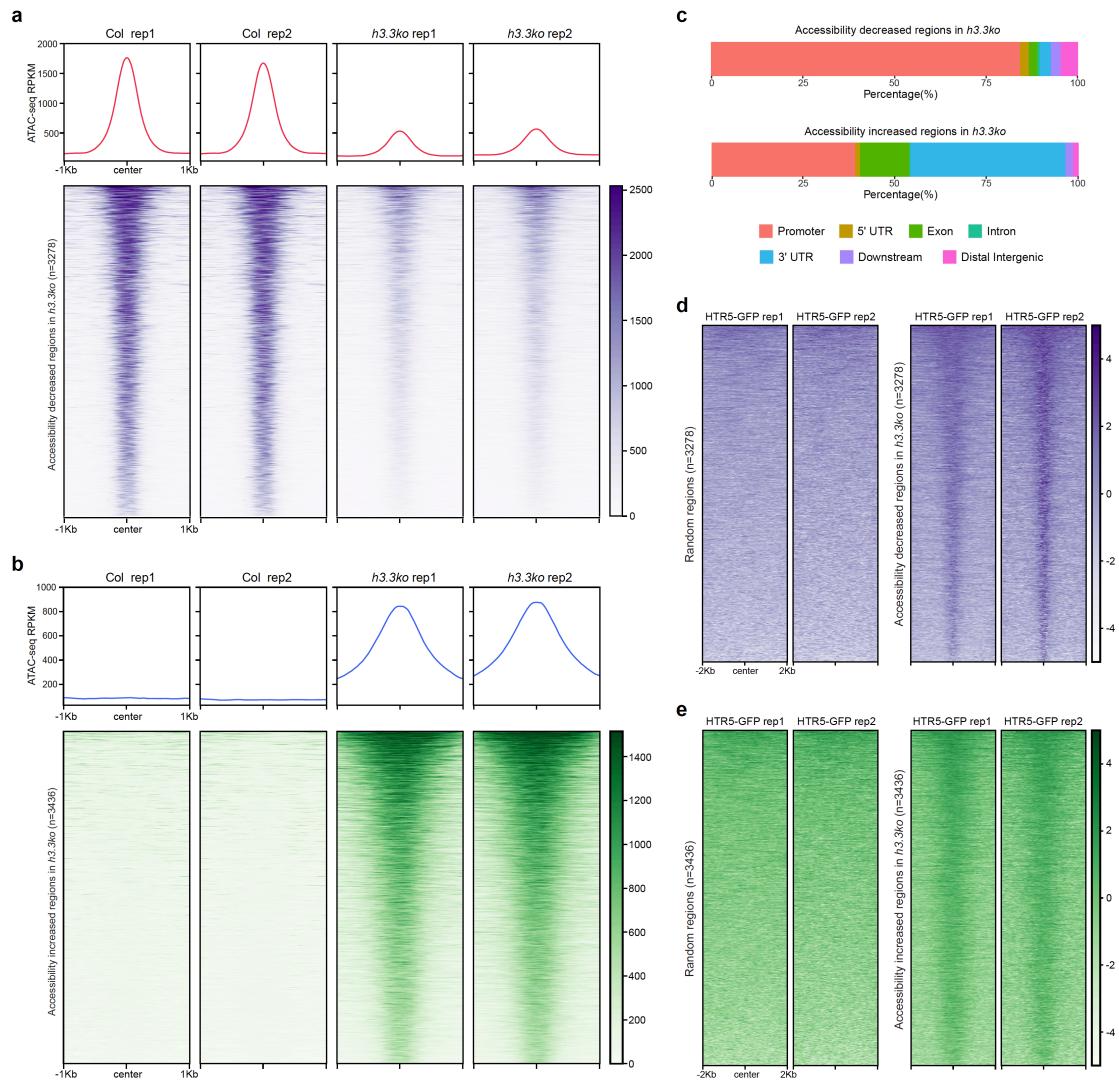 a
Col rep1
Col rep2
h3.3ko rep1
h3.3ko rep2
ATAC-seq RPKM
2000
1500
1000
500
-1Kb
center
1Kb
Accessibility decreased regions in h3.3ko (n=3278)
2500
2000
1500
1000
500
0
-1Kb
center
1Kb
b
Col rep1
Col rep2
h3.3ko rep1
h3.3ko rep2
ATAC-seq RPKM
1000
800
600
400
200
-1Kb
center
1Kb
Accessibility increased regions in h3.3ko (n=3436)
1400
1200
1000
800
600
400
200
0
-1Kb
center
1Kb
c
Accessibility decreased regions in h3.3ko
0
25
50
75
100
Percentage(%)
Accessibility increased regions in h3.3ko
0
25
50
75
100
Percentage(%)
Promoter
5' UTR
Exon
Intron
3' UTR
Downstream
Distal Intergenic
d
HTR5-GFP rep1
HTR5-GFP rep2
HTR5-GFP rep1
HTR5-GFP rep2
Random regions (n=3278)
Accessibility decreased regions in h3.3ko (n=3278)
4
2
0
-2
-4
-2Kb
center
2Kb
e
HTR5-GFP rep1
HTR5-GFP rep2
HTR5-GFP rep1
HTR5-GFP rep2
Random regions (n=3436)
Accessibility increased regions in h3.3ko (n=3436)
4
2
0
-2
-4
-2Kb
center
2Kb